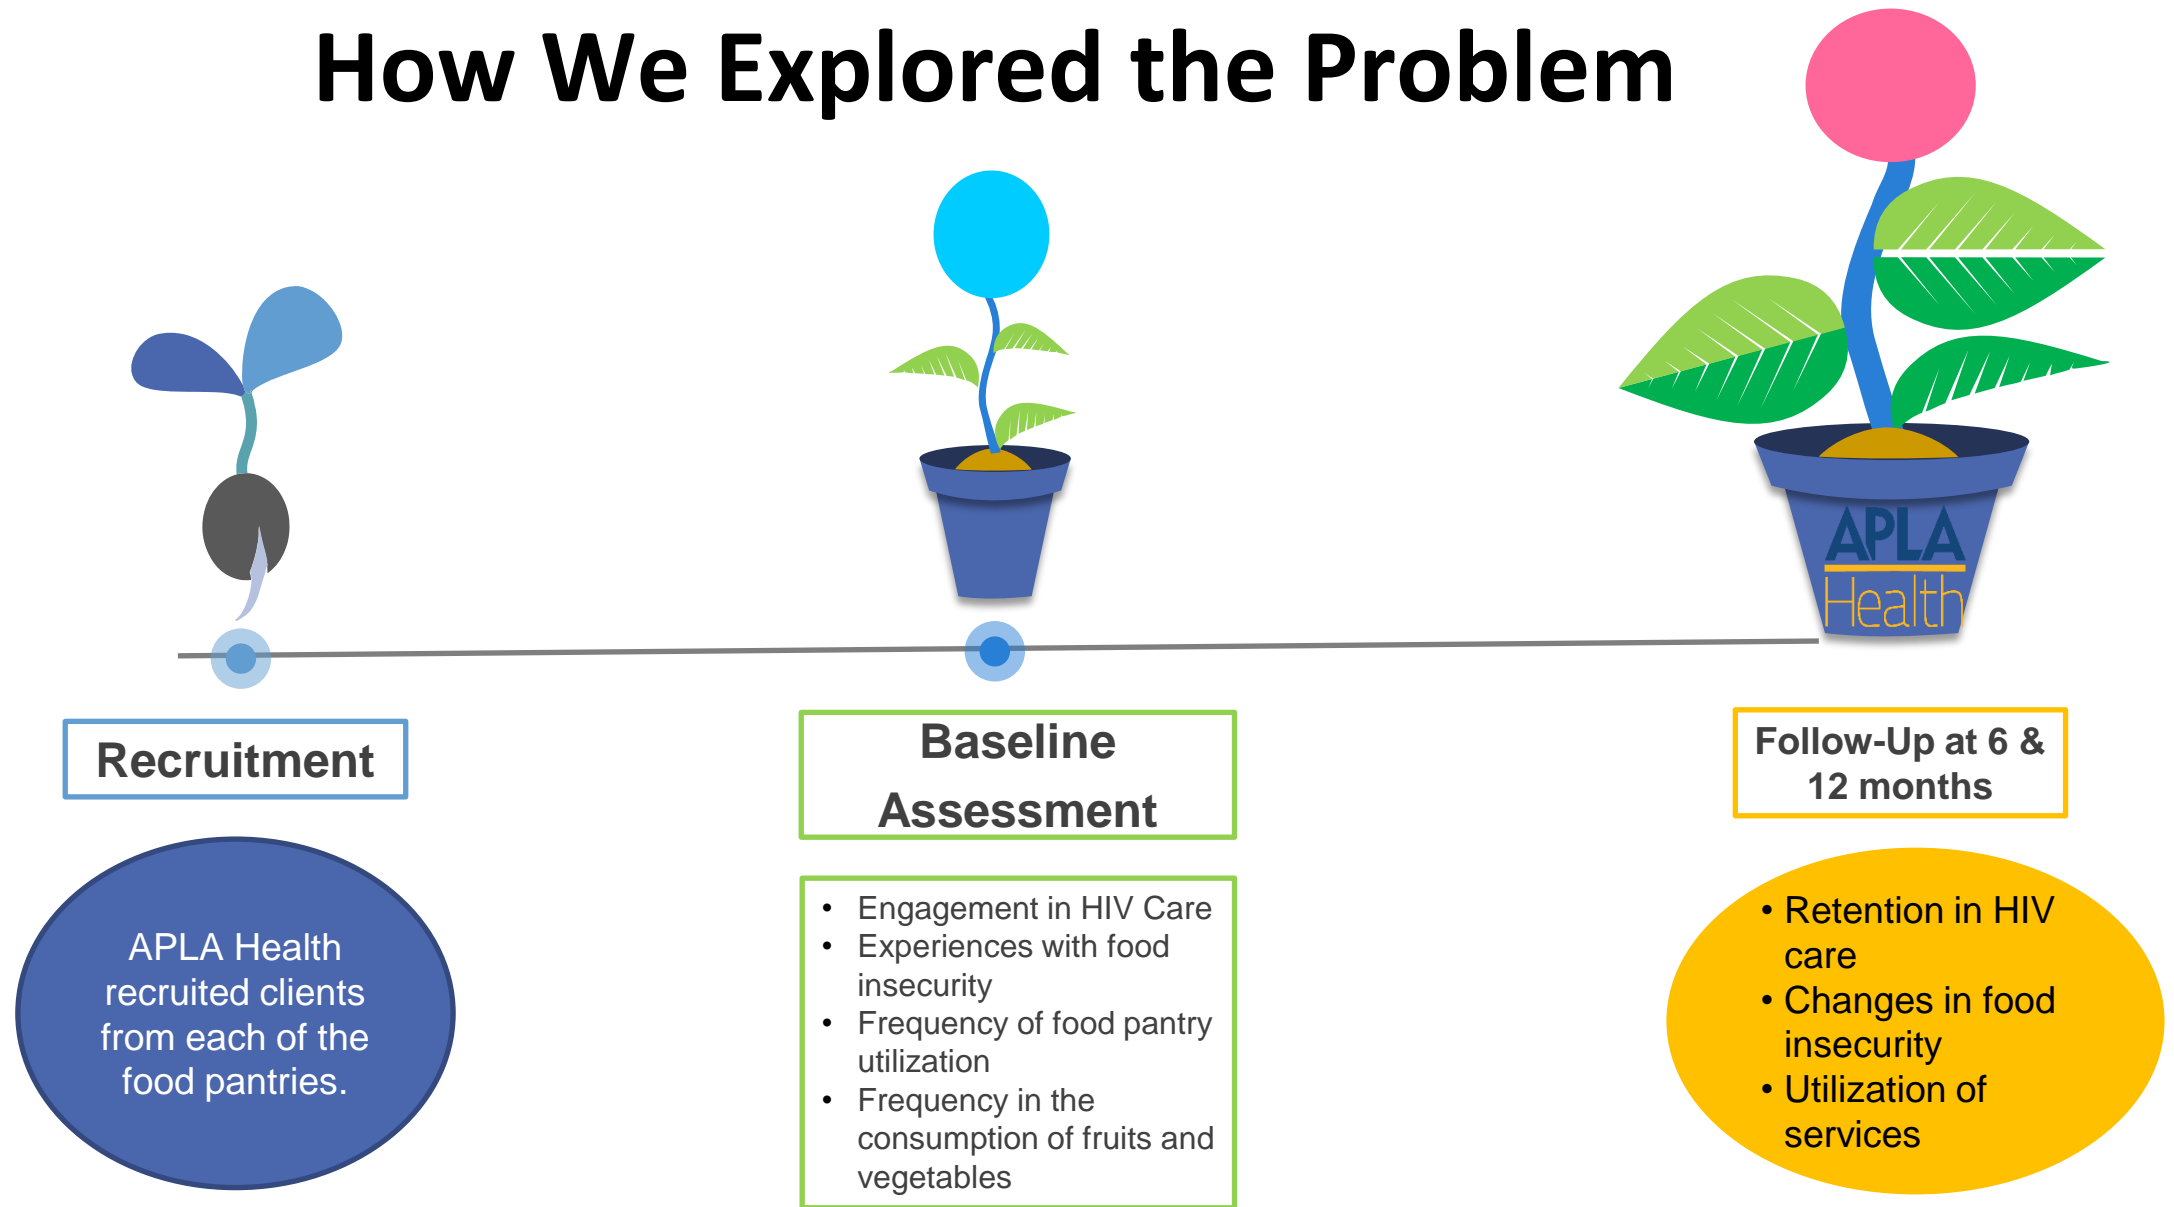 How We Explored the Problem
APLA
Health
Recruitment
APLA Health
recruited clients
from each of the
food pantries.
Baseline
Assessment
• Engagement in HIV Care
• Experiences with food
insecurity
• Frequency of food pantry
utilization
• Frequency in the
consumption of fruits and
vegetables
Follow-Up at 6 &
12 months
• Retention in HIV
care
• Changes in food
insecurity
• Utilization of
services